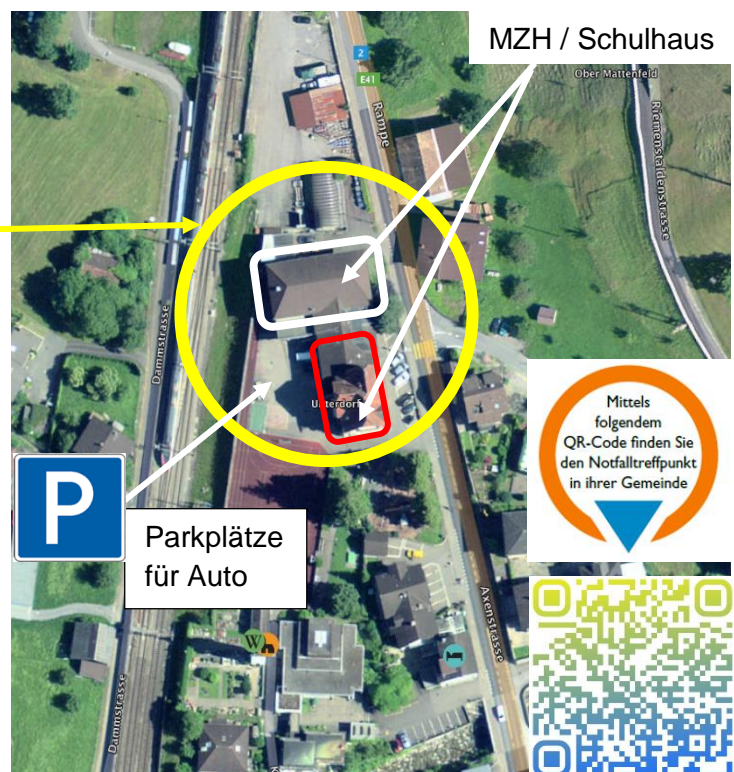 MZH / Schulhaus
2
E41
Rampe
Ober Mattenfeld
Riemenstaldenstrasse
Dammstrasse
Unterdorf
Mittels
folgendem
QR-Code finden Sie
den Notfalltreffpunkt
in ihrer Gemeinde
P
Parkplätze
für Auto
Axenstrasse
W
Dammstrasse